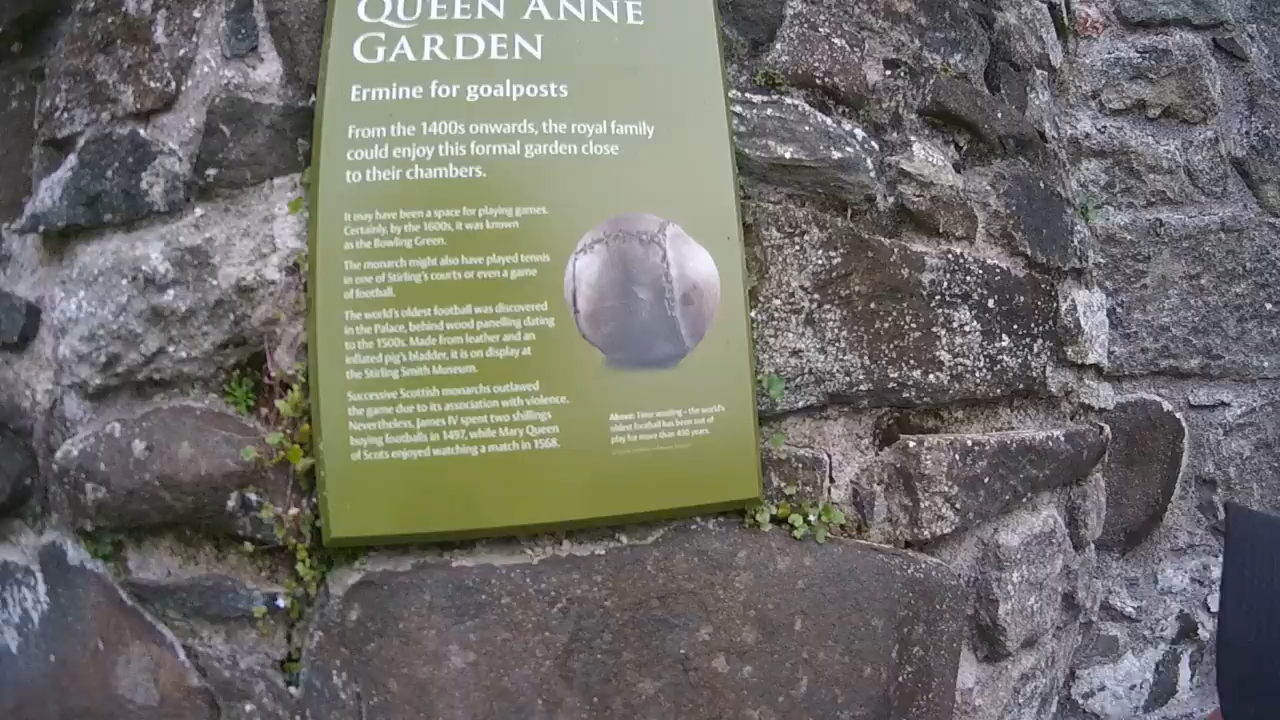 QUEEN ANNE
GARDEN
Ermine for goalposts
From the 1400s onwards, the royal family
could enjoy this formal garden close
to their chambers.
It may have been a space for playing games.
Certainly, by the 1600s, it was known
as the Bowling Green.
The monarch might also have played tennis
in one of Stirling's courts or even a game
of football.
The world's oldest football was discovered
in the Palace, behind wood panelling dating
to the 1500s. Made from leather and an
inflated pig's bladder, it is on display at
the Stirling Smith Museum.
Successive Scottish monarchs outlawed
the game due to its association with violence.
Nevertheless, James IV spent two shillings
buying footballs in 1497, while Mary Queen
of Scots enjoyed watching a match in 1568.
Above: Time wasting - the world's
oldest football has been out of
play for more than 400 years.